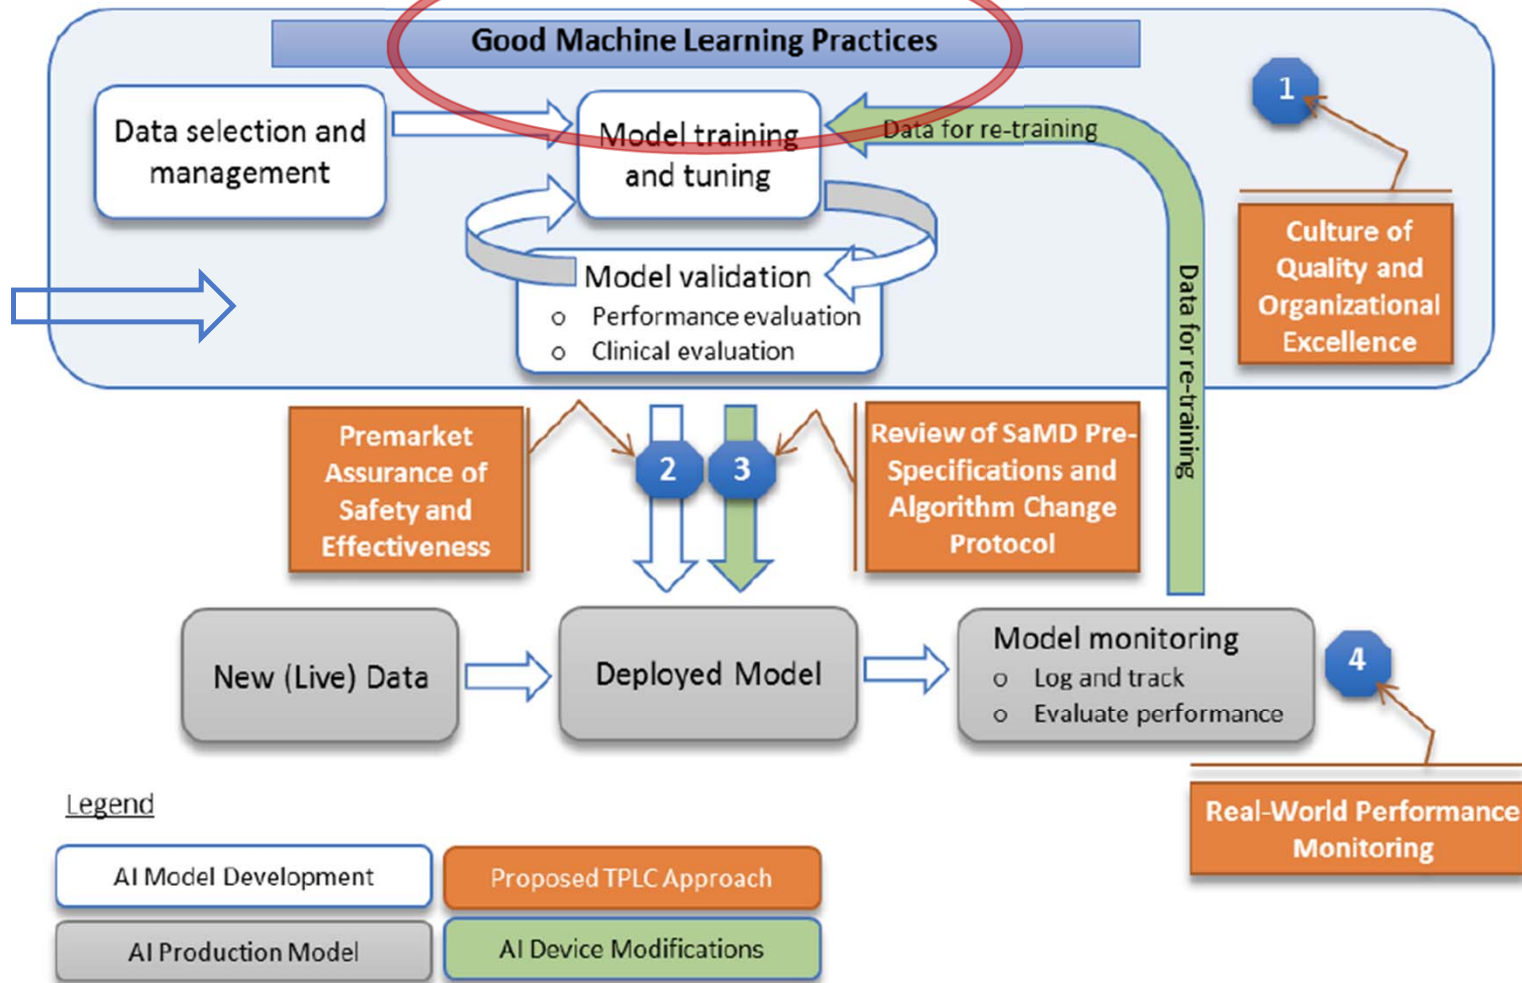 Good Machine Learning Practices
Data selection and
management
Model training
and tuning
Data for re-training
1
Culture of
Quality and
Organizational
Excellence
Model validation
o Performance evaluation
o Clinical evaluation
Data for re-training
Premarket
Assurance of
Safety and
Effectiveness
2
3
Review of SaMD Pre-
Specifications and
Algorithm Change
Protocol
New (Live) Data
Deployed Model
Model monitoring
o Log and track
o Evaluate performance
4
Real-World Performance
Monitoring
Legend
AI Model Development
Proposed TPLC Approach
AI Production Model
AI Device Modifications